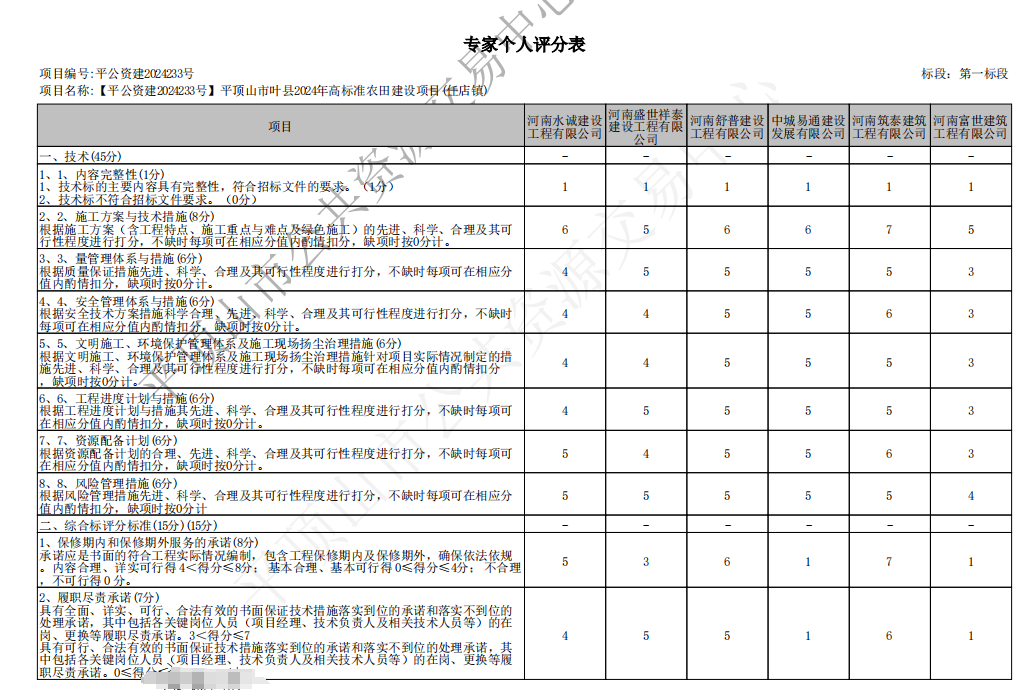 专家个人评分表
项目编号:平公资建2024233号
标段: 第一标段
项目名称:【平公资建2024233号】平顶山市叶县2024年高标准农田建设项目(任店镇)
项目
河南水诚建设工程有限公司
河南盛世祥泰建设工程有限公司
河南舒普建设工程有限公司
中城易通建设发展有限公司
河南筑泰建筑工程有限公司
河南富世建筑工程有限公司
一、技术(45分) – – – – – –
1、1、内容完整性(1分)
1、技术标的主要内容具有完整性,符合招标文件的要求。(1分)
2、技术标不符合招标文件要求。(0分)
1 1 1 1 1 1
2、2、施工方案与技术措施(8分)
根据施工方案(含工程特点、施工重点与难点及绿色施工)的先进、科学、合理及其可
行性程度进行打分,不缺时每项可在相应分值内酌情扣分,缺项时按0分计。
6 5 6 6 7 5
3、3、量管理体系与措施(6分)
根据质量保证措施先进、科学、合理及其可行性程度进行打分,不缺时每项可在相应分
值内酌情扣分,缺项时按0分计。
4 5 5 5 5 3
4、4、安全管理体系与措施(6分)
根据安全技术方案措施科学合理、先进、科学、合理及其可行性程度进行打分,不缺时
每项可在相应分值内酌情扣分,缺项时按0分计。
4 4 5 5 6 3
5、5、文明施工、环境保护管理体系及施工现场扬尘治理措施(6分)
根据文明施工、环境保护管理体系及施工现场扬尘治理措施针对项目实际情况制定的措
施先进、科学、合理及其可行性程度进行打分,不缺时每项可在相应分值内酌情扣分
,缺项时按0分计。
4 4 5 5 5 3
6、6、工程进度计划与措施(6分)
根据工程进度计划与措施其先进、科学、合理及其可行性程度进行打分,不缺时每项可
在相应分值内酌情扣分,缺项时按0分计。
4 5 5 5 5 3
7、7、资源配备计划(6分)
根据资源配备计划的合理、先进、科学、合理及其可行性程度进行打分,不缺时每项可
在相应分值内酌情扣分,缺项时按0分计。
5 4 5 5 6 3
8、8、风险管理措施(6分)
根据风险管理措施先进、科学、合理及其可行性程度进行打分,不缺时每项可在相应分
值内酌情扣分,缺项时按0分计
5 5 5 5 5 4
二、综合标评分标准(15分)(15分) – – – – – –
1、保修期内和保修期外服务的承诺(8分)
承诺应是书面的符合工程实际情况编制,包含工程保修期内及保修期外,确保依法依规
。内容合理、详实可行得 4<得分≤8分; 基本合理、基本可行得 0≤得分≤4分; 不合理
,不可行得 0 分。
5 3 6 1 7 1
2、履职尽责承诺(7分)
具有全面、详实、可行、合法有效的书面保证技术措施落实到位的承诺和落实不到位的
处理承诺,其中包括各关键岗位人员(项目经理、技术负责人及相关技术人员等)的在
岗、更换等履职尽责承诺。3<得分≤7
具有可行、合法有效的书面保证技术措施落实到位的承诺和落实不到位的处理承诺,其
中包括各关键岗位人员(项目经理、技术负责人及相关技术人员等)的在岗、更换等履
职尽责承诺。0≤得分≤
4 5 5 1 6 1
平顶山市公共资源交易中心
平顶山市公共资源交易中心